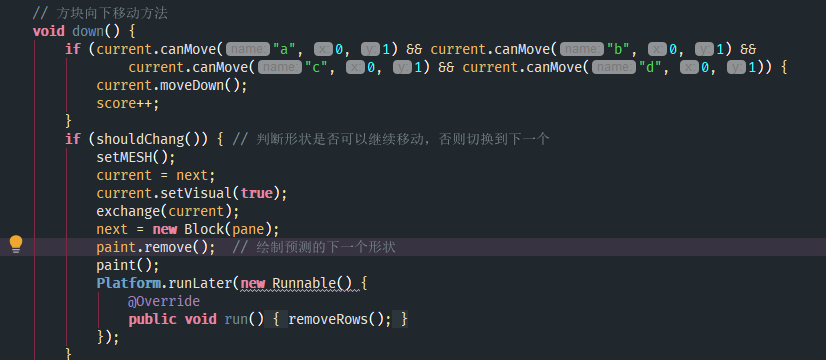 // 方块向下移动方法
void down() {
if (current.canMove( name: "a", x: 0, y: 1) && current.canMove( name: "b", x: 0, y: 1) &&
current.canMove( name: "c", x: 0, y: 1) && current.canMove( name: "d", x: 0, y: 1)) {
current.moveDown();
score++;
}
if (shouldChang()) { // 判断形状是否可以继续移动，否则切换到下一个
setMESH();
current = next;
current.setVisual(true);
exchange(current);
next = new Block(pane);
paint.remove();  // 绘制预测的下一个形状
paint();
Platform.runLater(new Runnable() {
@Override
public void run() { removeRows(); }
});
}